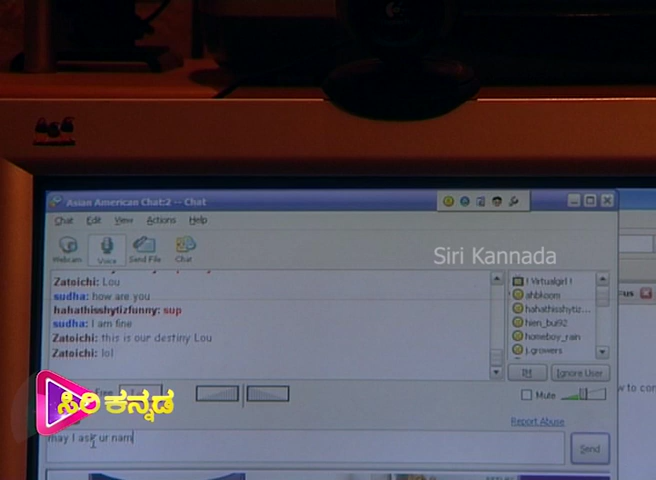 Asian American Chat:2 -- Chat
Chat Edit View Actions Help
Webcam Voice Send File Chat
Siri Kannada
Zatoichi: Lou
sudha: how are you
hahathisshytizfunny: sup
sudha: I am fine
Zatoichi: this is our destiny Lou
Zatoichi: lol
! Virtualgirl !
ahbkoom
hahathisshytiz...
hien_bu92
homeboy_rain
j.growers
IM Ignore User
Mute
Free
ಸಿರಿ ಕನ್ನಡ
Report Abuse
may I ask ur nam
Send